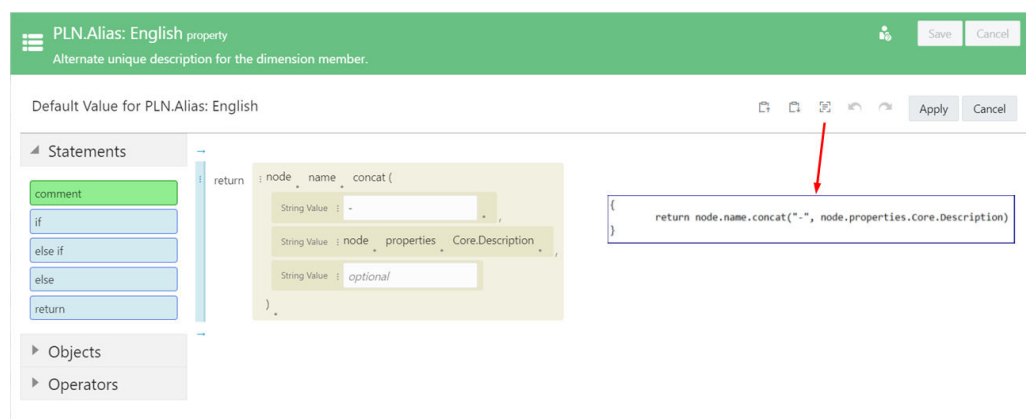 PLN.Alias: English property
Alternate unique description for the dimension member.
Save Cancel
Default Value for PLN.Alias: English
Apply Cancel
Statements
comment
if
else if
else
return
Objects
Operators
return node . name . concat (
String Value : - . ,
String Value : node . properties . Core.Description . ,
String Value : optional
) .
{
return node.name.concat("-", node.properties.Core.Description)
}